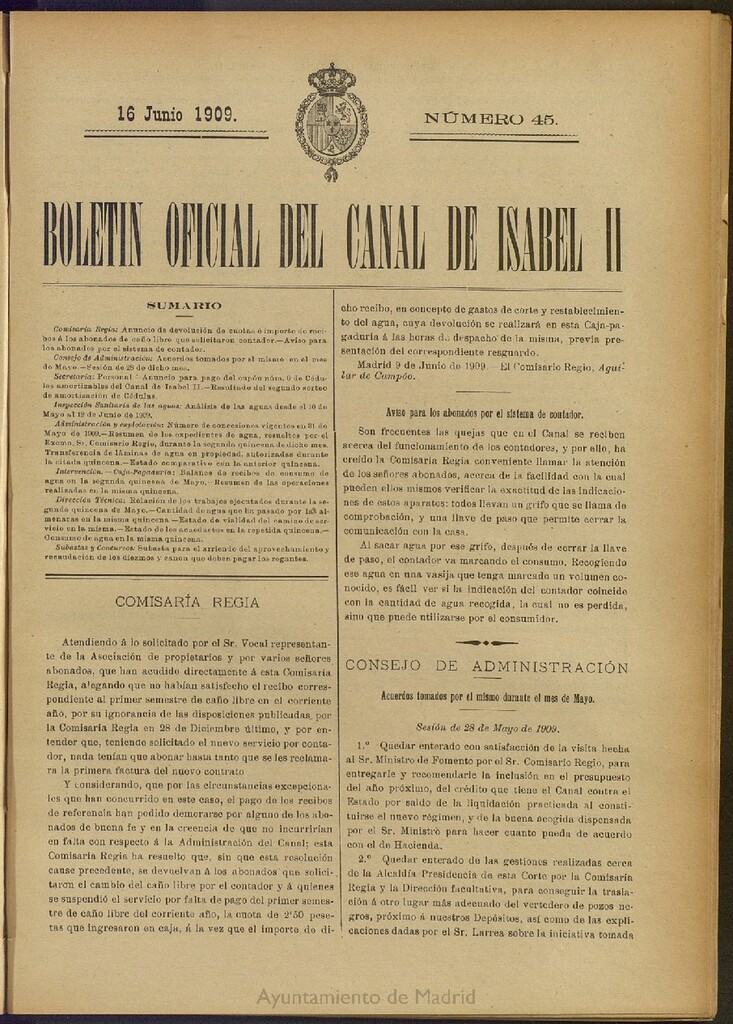 16 Junio 1909.
NÚMERO 45.
BOLETIN OFICIAL DEL CANAL DE ISABEL II
SUMARIO
Comisaría Regia: Anuncio de devolución de cuotas é importe de reci-
bos á los abonados de caño libre que solicitaron contador.—Aviso para
los abonados por el sistema de contador.
Consejo de Administración: Acuerdos tomados por el mismo en el mes
de Mayo.—Sesión de 28 de dicho mes.
Secretaría: Personal—Anuncio para pago del cupón núm. 6 de Cédu-
las amortizables del Canal de Isabel II.—Resultado del segundo sorteo
de amortización de Cédulas.
Inspección Sanitaria de las aguas: Análisis de las aguas desde el 10 de
Mayo al 12 de Junio de 1909.
Administración y explotación: Número de concesiones vigentes en 31 de
Mayo de 1909.—Resumen de los expedientes de agua, resueltos por el
Excmo. Sr. Comisario Regio, durante la segunda quincena de dicho mes.
Transferencia de láminas de agua en propiedad, autorizadas durante
la citada quincena.—Estado comparativo con la anterior quincena.
Intervención.—Caja-Pagaduría: Balance de recibos de consumo de
agua en la segunda quincena de Mayo.—Resumen de las operaciones
realizadas en la misma quincena.
Dirección Técnica: Relación de los trabajos ejecutados durante la se-
gunda quincena de Mayo.—Cantidad de agua que ha pasado por las al-
menaras en la misma quincena.—Estado de vialidad del camino de ser-
vicio en la misma.—Estado de los acueductos en la repetida quincena.—
Consumo de agua en la misma quincena.
Subastas y Concursos: Subasta para el arriendo del aprovechamiento y
recaudación de los diezmos y canon que deben pagar los regantes.
COMISARÍA REGIA
Atendiendo á lo solicitado por el Sr. Vocal representan-
te de la Asociación de propietarios y por varios señores
abonados, que han acudido directamente á esta Comisaría
Regia, alegando que no habían satisfecho el recibo corres-
pondiente al primer semestre de caño libre en el corriente
año, por su ignorancia de las disposiciones publicadas por
la Comisaría Regia en 28 de Diciembre último, y por en-
tender que, teniendo solicitado el nuevo servicio por conta-
dor, nada tenían que abonar hasta tanto que se les reclama-
ra la primera factura del nuevo contrato
Y considerando, que por las circunstancias excepciona-
les que han concurrido en este caso, el pago de los recibos
de referencia han podido demorarse por alguno de los abo-
nados de buena fe y en la creencia de que no incurrirían
en falta con respecto á la Administración del Canal; esta
Comisaría Regia ha resuelto que, sin que esta resolución
cause precedente, se devuelvan á los abonados que solici-
taron el cambio del caño libre por el contador y á quienes
se suspendió el servicio por falta de pago del primer semes-
tre de caño libre del corriente año, la cuota de 2'50 pese-
tas que ingresaron en caja, á la vez que el importe de di-
cho recibo, en concepto de gastos de corte y restablecimien-
to del agua, cuya devolución se realizará en esta Caja-pa-
gaduría á las horas de despacho de la misma, previa pre-
sentación del correspondiente resguardo.
Madrid 9 de Junio de 1909. El Comisario Regio, Agui-
lar de Campóo.
Aviso para los abonados por el sistema de contador.
Son frecuentes las quejas que en el Canal se reciben
acerca del funcionamiento de los contadores, y por ello, ha
creído la Comisaría Regia conveniente llamar la atención
de los señores abonados, acerca de la facilidad con la cual
pueden ellos mismos verificar la exactitud de las indicacio-
nes de estos aparatos: todos llevan un grifo que se llama de
comprobación, y una llave de paso que permite cerrar la
comunicación con la casa.
Al sacar agua por ese grifo, después de cerrar la llave
de paso, el contador va marcando el consumo. Recogiendo
ese agua en una vasija que tenga marcado un volumen co-
nocido, es fácil ver si la indicación del contador coincide
con la cantidad de agua recogida, la cual no es perdida,
sino que puede utilizarse por el consumidor.
CONSEJO DE ADMINISTRACIÓN
Acuerdos tomados por el mismo durante el mes de Mayo.
Sesión de 28 de Mayo de 1909.
1.º Quedar enterado con satisfacción de la visita hecha
al Sr. Ministro de Fomento por el Sr. Comisario Regio, para
entregarle y recomendarle la inclusión en el presupuesto
del año próximo, del crédito que tiene el Canal contra el
Estado por saldo de la liquidación practicada al consti-
tuirse el nuevo régimen, y de la buena acogida dispensada
por el Sr. Ministro para hacer cuanto pueda de acuerdo
con el de Hacienda.
2.º Quedar enterado de las gestiones realizadas cerca
de la Alcaldía Presidencia de esta Corte por la Comisaría
Regia y la Dirección facultativa, para conseguir la trasla-
ción á otro lugar más adecuado del vertedero de pozos ne-
gros, próximo á nuestros Depósitos, así como de las expli-
caciones dadas por el Sr. Larrea sobre la iniciativa tomada
Ayuntamiento de Madrid